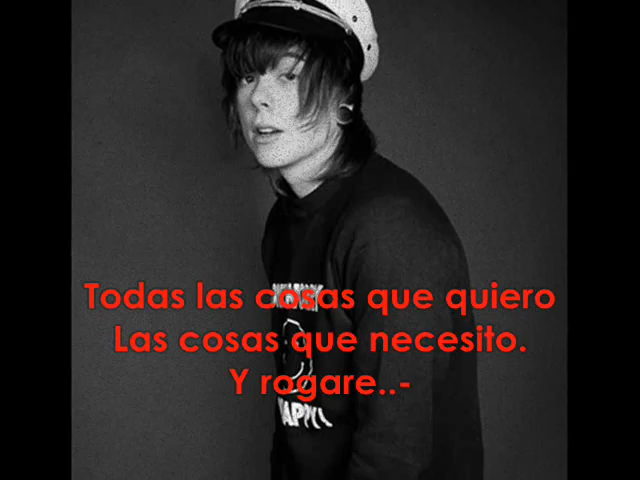 Todas las cosas que quiero
Las cosas que necesito.
Y rogare..-